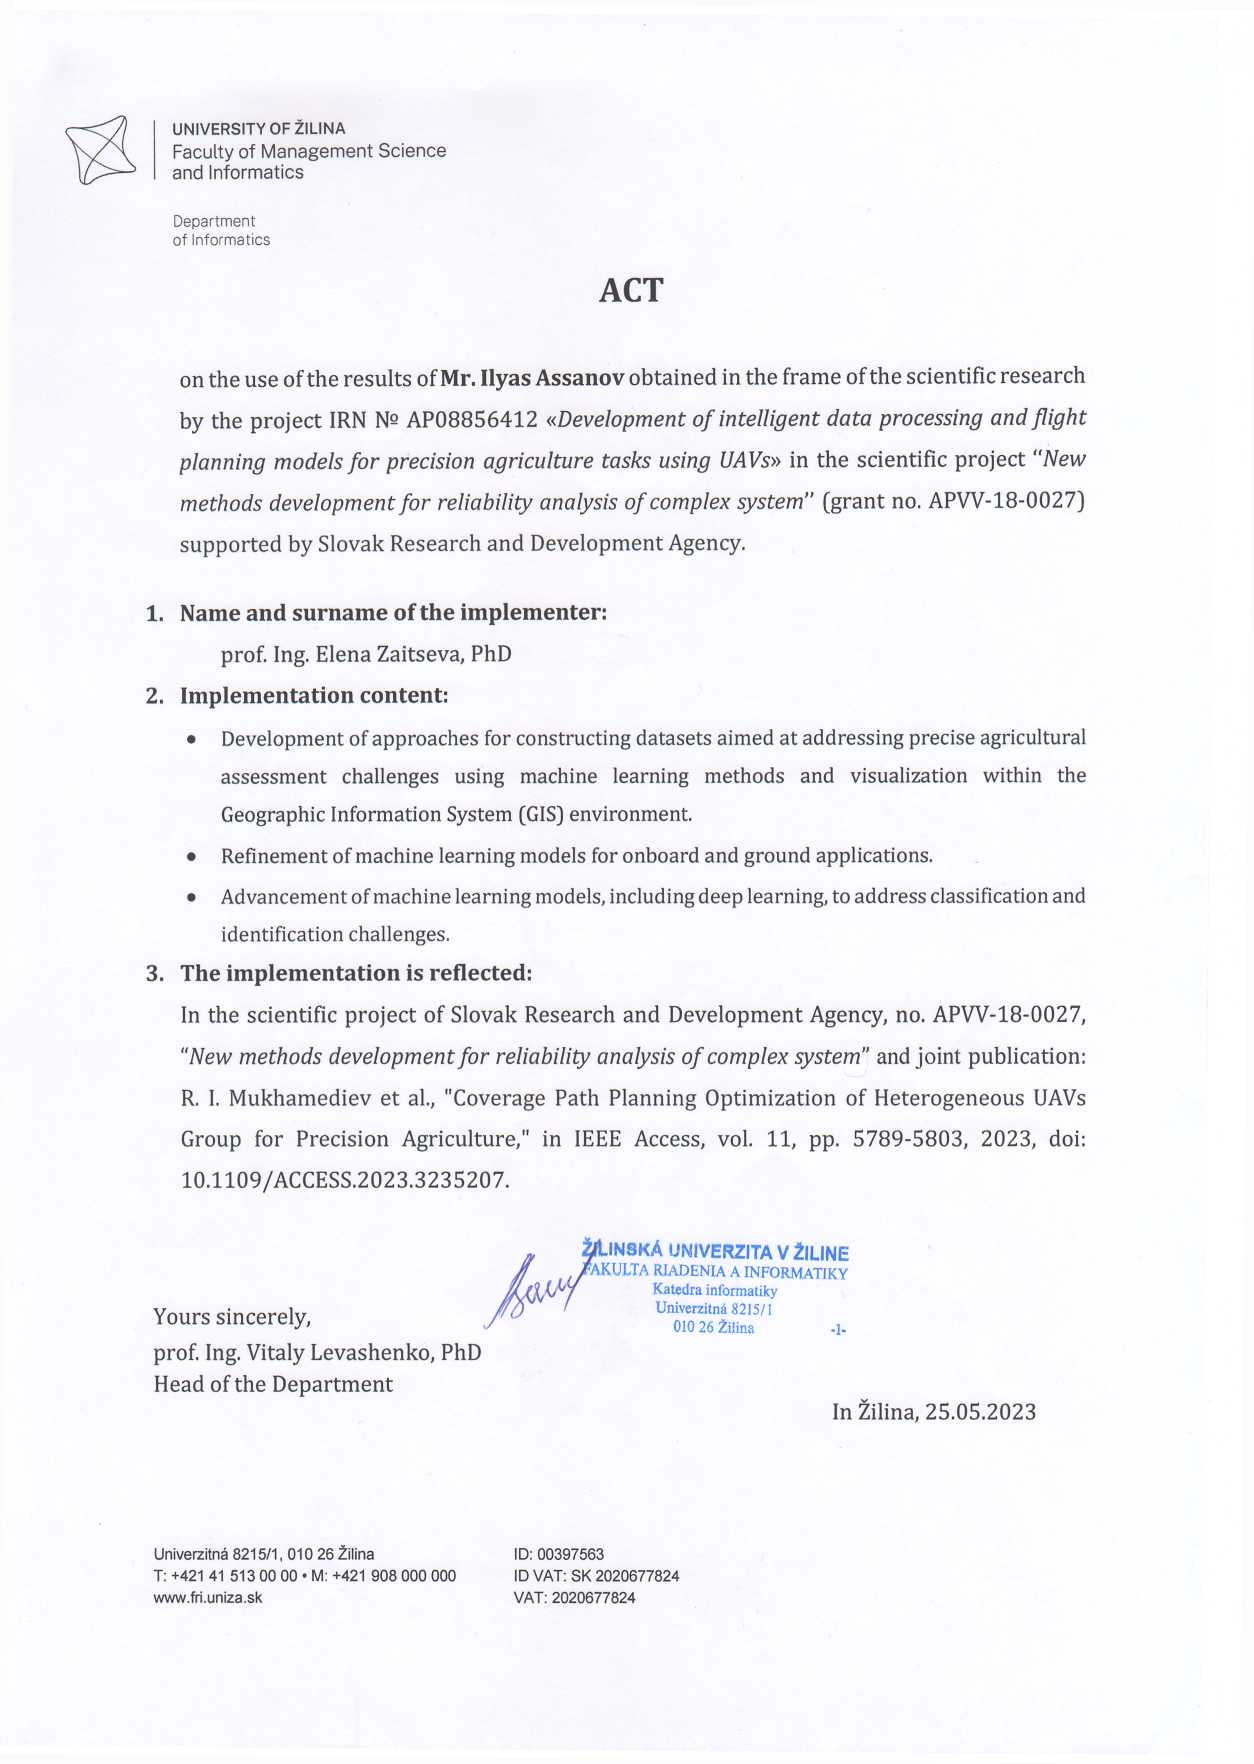 UNIVERSITY OF ŽILINA
Faculty of Management Science
and Informatics
Department
of Informatics
ACT
on the use of the results of Mr. Ilyas Assanov obtained in the frame of the scientific research
by the project IRN № AP08856412 «Development of intelligent data processing and flight
planning models for precision agriculture tasks using UAVs» in the scientific project “New
methods development for reliability analysis of complex system” (grant no. APVV-18-0027)
supported by Slovak Research and Development Agency.
1. Name and surname of the implementer:
prof. Ing. Elena Zaitseva, PhD
2. Implementation content:
• Development of approaches for constructing datasets aimed at addressing precise agricultural
assessment challenges using machine learning methods and visualization within the
Geographic Information System (GIS) environment.
• Refinement of machine learning models for onboard and ground applications.
• Advancement of machine learning models, including deep learning, to address classification and
identification challenges.
3. The implementation is reflected:
In the scientific project of Slovak Research and Development Agency, no. APVV-18-0027,
“New methods development for reliability analysis of complex system” and joint publication:
R. I. Mukhamediev et al., "Coverage Path Planning Optimization of Heterogeneous UAVs
Group for Precision Agriculture," in IEEE Access, vol. 11, pp. 5789-5803, 2023, doi:
10.1109/ACCESS.2023.3235207.
ŽILINSKÁ UNIVERZITA V ŽILINE
FAKULTA RIADENIA A INFORMATIKY
Katedra informatiky
Univerzitná 8215/1
010 26 Žilina -1-
Yours sincerely,
prof. Ing. Vitaly Levashenko, PhD
Head of the Department
In Žilina, 25.05.2023
Univerzitná 8215/1, 010 26 Žilina
T: +421 41 513 00 00 • M: +421 908 000 000
www.fri.uniza.sk
ID: 00397563
ID VAT: SK 2020677824
VAT: 2020677824